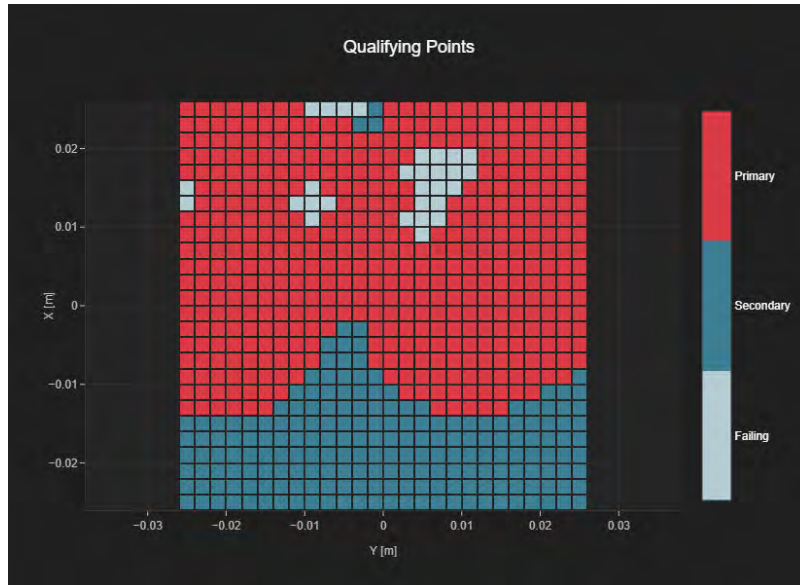 Qualifying Points
0.02
0.01
0
−0.01
−0.02
X [m]
−0.03
−0.02
−0.01
0
0.01
0.02
0.03
Y [m]
Primary
Secondary
Failing